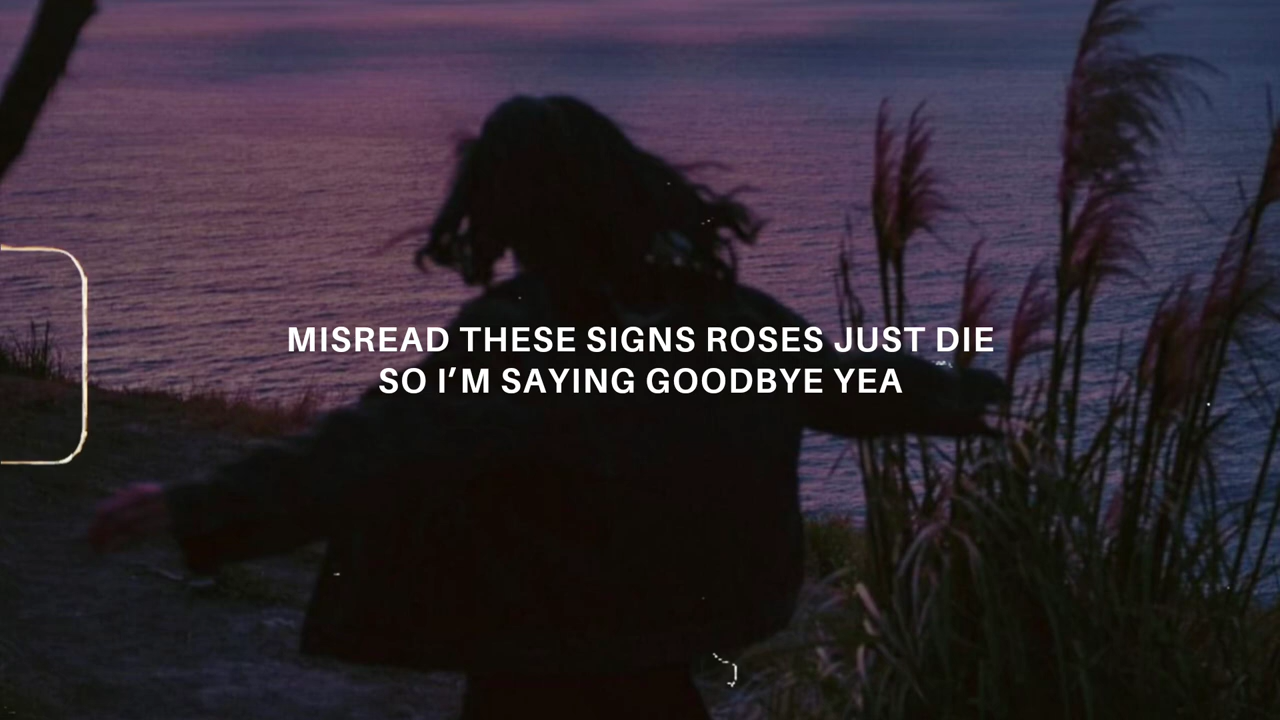 MISREAD THESE SIGNS ROSES JUST DIE
SO I’M SAYING GOODBYE YEA